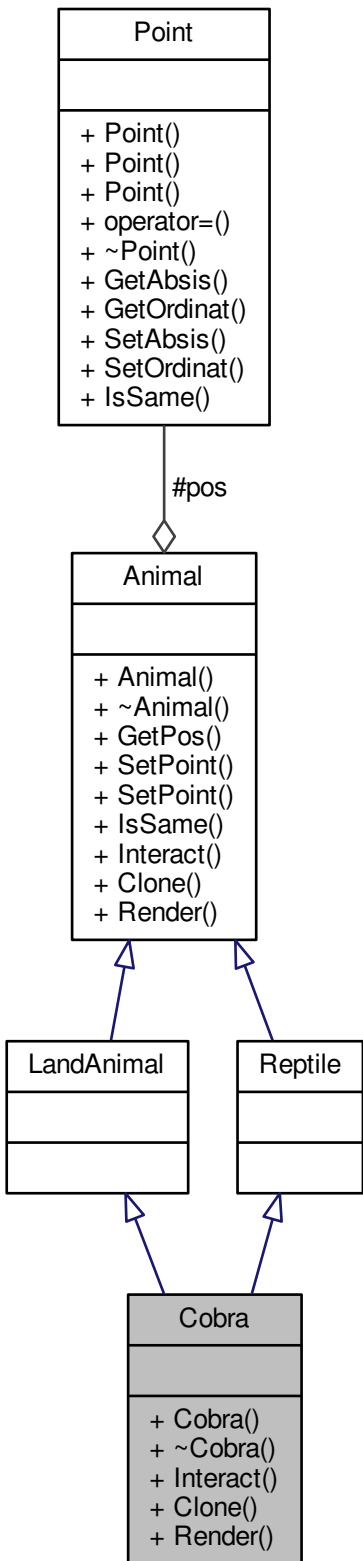 Point
+ Point()
+ Point()
+ Point()
+ operator=()
+ ~Point()
+ GetAbsis()
+ GetOrdinat()
+ SetAbsis()
+ SetOrdinat()
+ IsSame()
#pos
Animal
+ Animal()
+ ~Animal()
+ GetPos()
+ SetPoint()
+ SetPoint()
+ IsSame()
+ Interact()
+ Clone()
+ Render()
LandAnimal
Reptile
Cobra
+ Cobra()
+ ~Cobra()
+ Interact()
+ Clone()
+ Render()